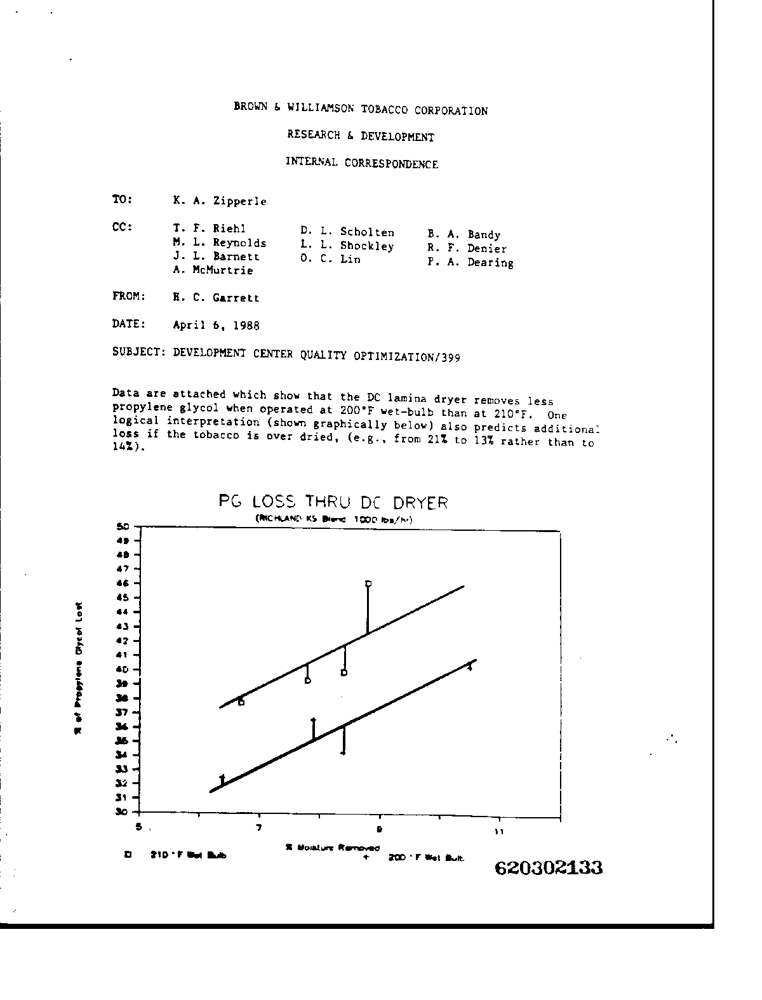 BROWN & WILLIAMSON TOBACCO CORPORATION
RESEARCH & DEVELOPMENT
INTERNAL CORRESPONDENCE
TO: K. A. Zipperle
CC: T. F. Riehl D. L. Scholten B. A. Bandy
M. L. Reynolds L. L. Shockley R. F. Denier
J. L. Barnett O. C. Lin P. A. Dearing
A. McMurtrie
FROM: H. C. Garrett
DATE: April 6, 1988
SUBJECT: DEVELOPMENT CENTER QUALITY OPTIMIZATION/399
Data are attached which show that the DC lamina dryer removes less
propylene glycol when operated at 200°F wet-bulb than at 210°F. One
logical interpretation (shown graphically below) also predicts additional
loss if the tobacco is over dried, (e.g., from 21% to 13% rather than to
14%).
PG LOSS THRU DC DRYER
(RICHLAND KS Blend 1000 lbs/hr)
% of Propylene Glycol Lost
50
49
48
47
46
45
44
43
42
41
40
39
38
37
36
35
34
33
32
31
30
5 7 9 11
% Moisture Removed
210 °F Wet Bulb + 200 °F Wet Bulb
620302133